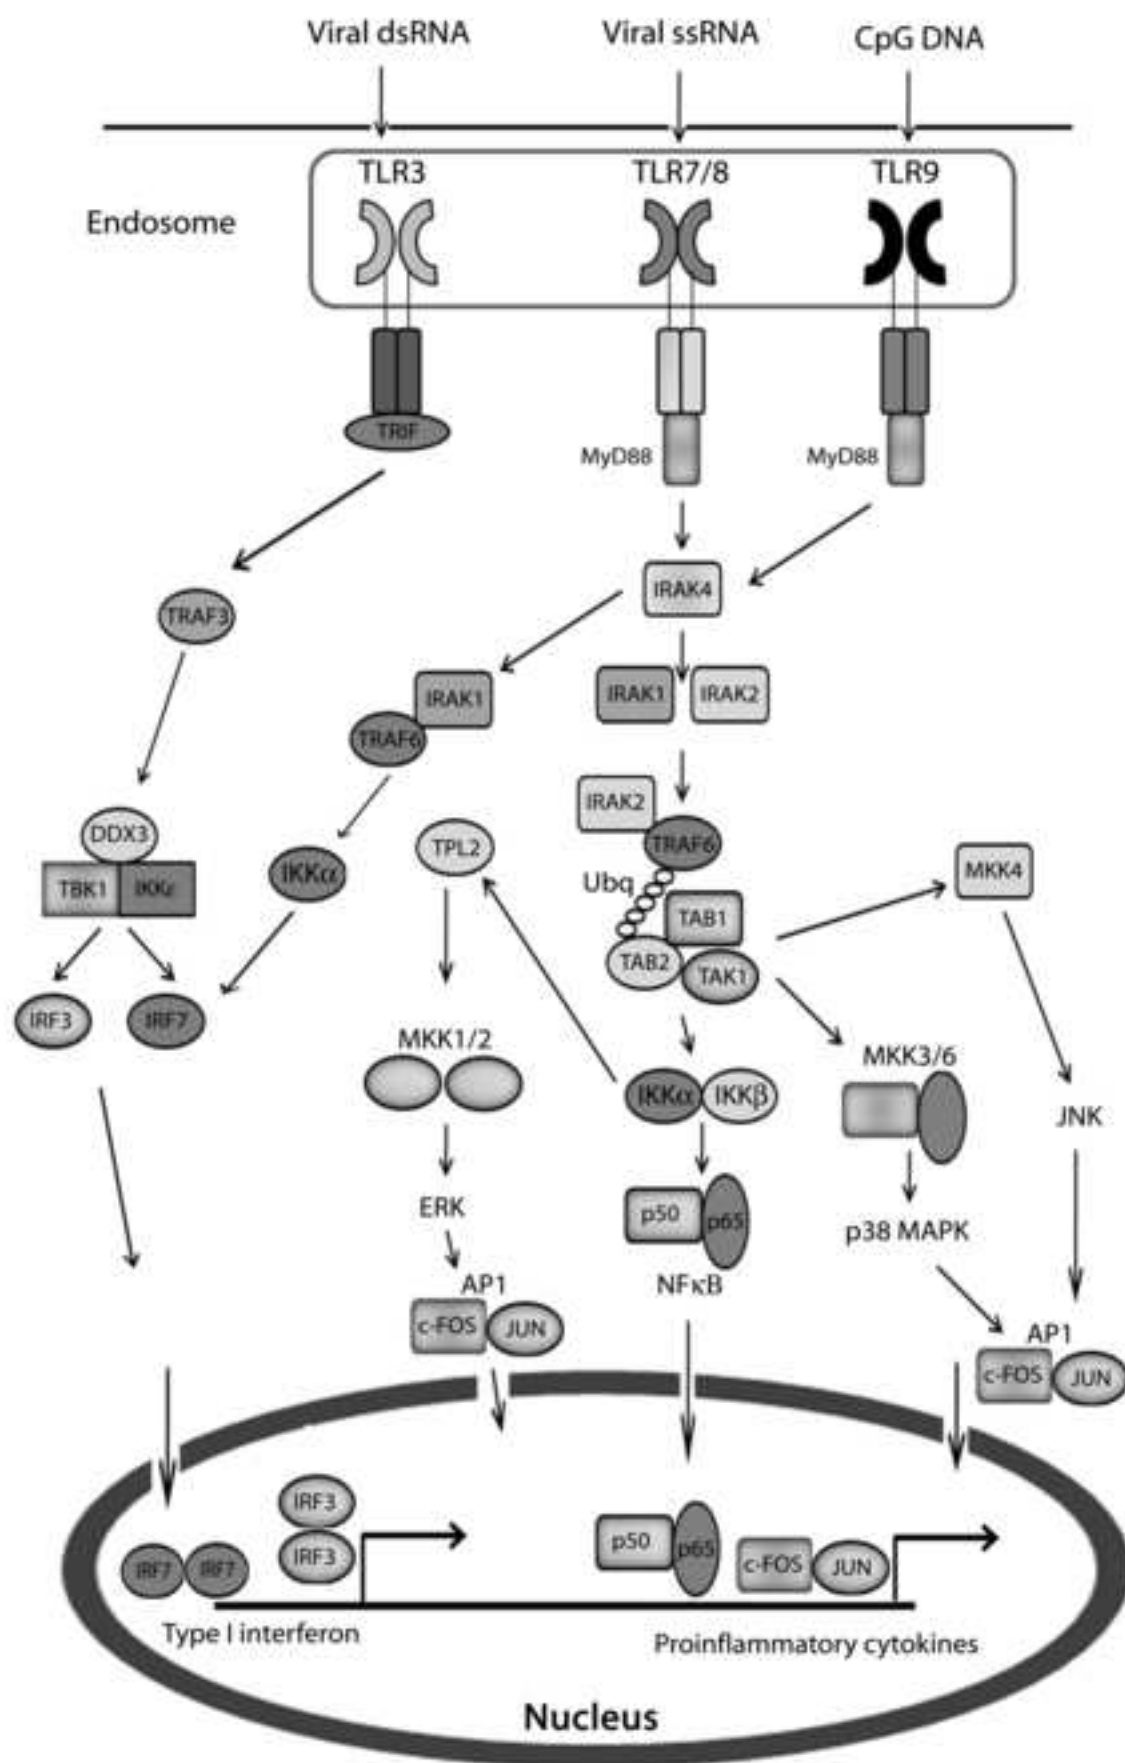 Viral dsRNA
Viral ssRNA
CpG DNA
TLR3
TLR7/8
TLR9
Endosome
TRIF
MyD88
MyD88
IRAK4
TRAF3
IRAK1
TRAF6
IRAK1
IRAK2
IRAK2
TRAF6
DDX3
TBK1
IKKε
IKKα
TPL2
Ubq
TAB1
TAB2
TAK1
MKK4
IRF3
IRF7
MKK1/2
IKKα
IKKβ
MKK3/6
JNK
ERK
p50
p65
NFκB
p38 MAPK
AP1
c-FOS
JUN
AP1
c-FOS
JUN
IRF3
IRF3
IRF7
IRF7
p50
p65
c-FOS
JUN
Type I interferon
Proinflammatory cytokines
Nucleus